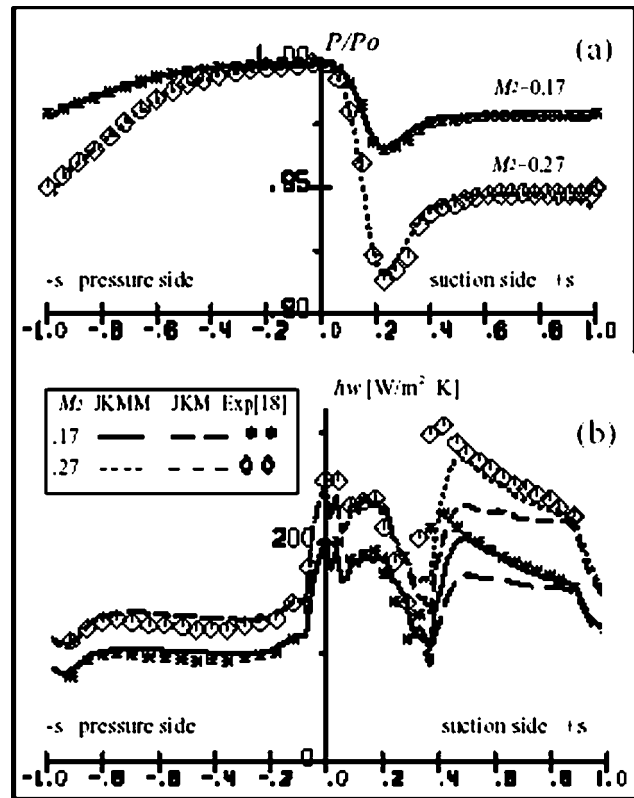 P/Po
(a)
1.00
M₂=0.17
M₂=0.27
.95
-s pressure side
suction side +s
.90
-1.0 -.8 -.6 -.4 -.2 .0 .2 .4 .6 .8 1.0
hw [W/m² K]
(b)
M₂ JKMM JKM Exp[18]
.17
.27
200
-s pressure side
suction side +s
0
-1.0 -.8 -.6 -.4 -.2 .0 .2 .4 .6 .8 1.0